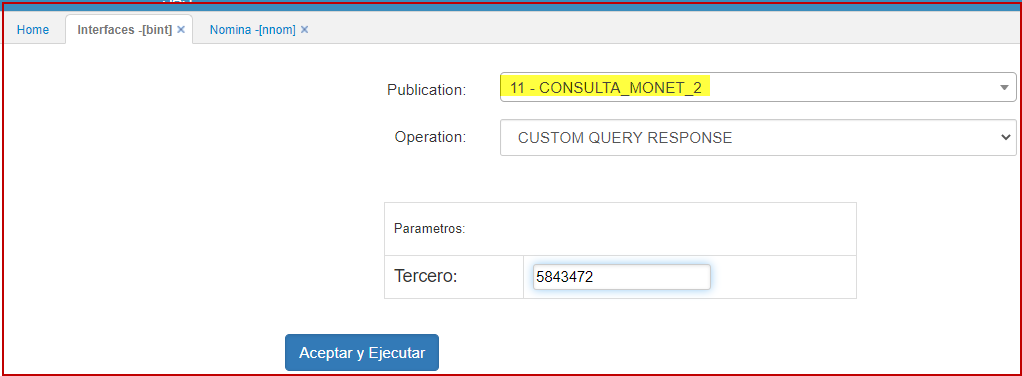 Home Interfaces -[bint] × Nomina -[nnom] ×
Publication: 11 - CONSULTA_MONET_2
Operation: CUSTOM QUERY RESPONSE
Parametros:
Tercero: 5843472
Aceptar y Ejecutar